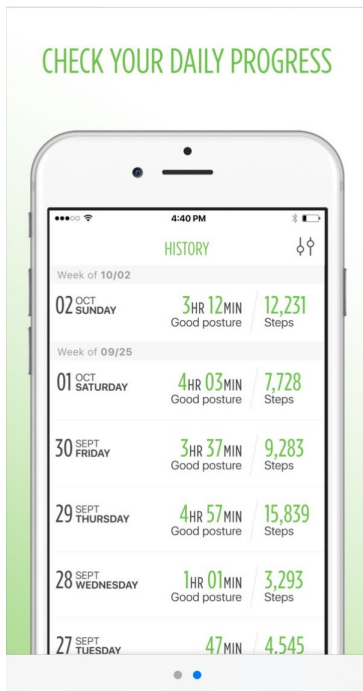 CHECK YOUR DAILY PROGRESS
4:40 PM
HISTORY
Week of 10/02
02 OCT SUNDAY 3HR 12MIN Good posture 12,231 Steps
Week of 09/25
01 OCT SATURDAY 4HR 03MIN Good posture 7,728 Steps
30 SEPT FRIDAY 3HR 37MIN Good posture 9,283 Steps
29 SEPT THURSDAY 4HR 57MIN Good posture 15,839 Steps
28 SEPT WEDNESDAY 1HR 01MIN Good posture 3,293 Steps
27 SEPT TUESDAY 47MIN 4,545